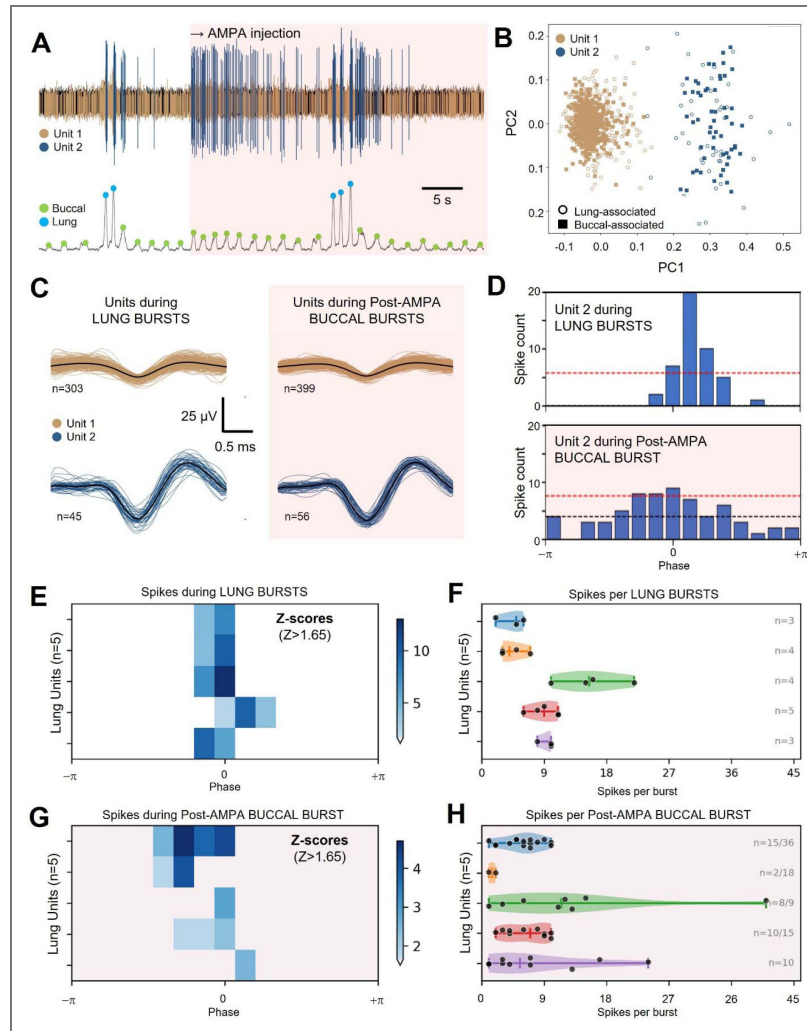 A
→ AMPA injection
Unit 1
Unit 2
Buccal
Lung
5 s
B
Unit 1
Unit 2
0.2
0.1
0.0
0.1
0.2
PC2
Lung-associated
Buccal-associated
-0.1 0.0 0.1 0.2 0.3 0.4 0.5
PC1
C
Units during
LUNG BURSTS
Units during Post-AMPA
BUCCAL BURSTS
n=303
n=399
25 µV
0.5 ms
Unit 1
Unit 2
n=45
n=56
D
Unit 2 during
LUNG BURSTS
Spike count
20
10
0
Unit 2 during Post-AMPA
BUCCAL BURST
Spike count
20
10
0
−π 0 +π
Phase
E
Spikes during LUNG BURSTS
Z-scores
(Z>1.65)
Lung Units (n=5)
−π 0 +π
Phase
10
5
F
Spikes per LUNG BURSTS
Lung Units (n=5)
n=3
n=4
n=4
n=5
n=3
0 9 18 27 36 45
Spikes per burst
G
Spikes during Post-AMPA BUCCAL BURST
Z-scores
(Z>1.65)
Lung Units (n=5)
−π 0 +π
Phase
4
3
2
H
Spikes per Post-AMPA BUCCAL BURST
Lung Units (n=5)
n=15/36
n=2/18
n=8/9
n=10/15
n=10
0 9 18 27 36 45
Spikes per burst